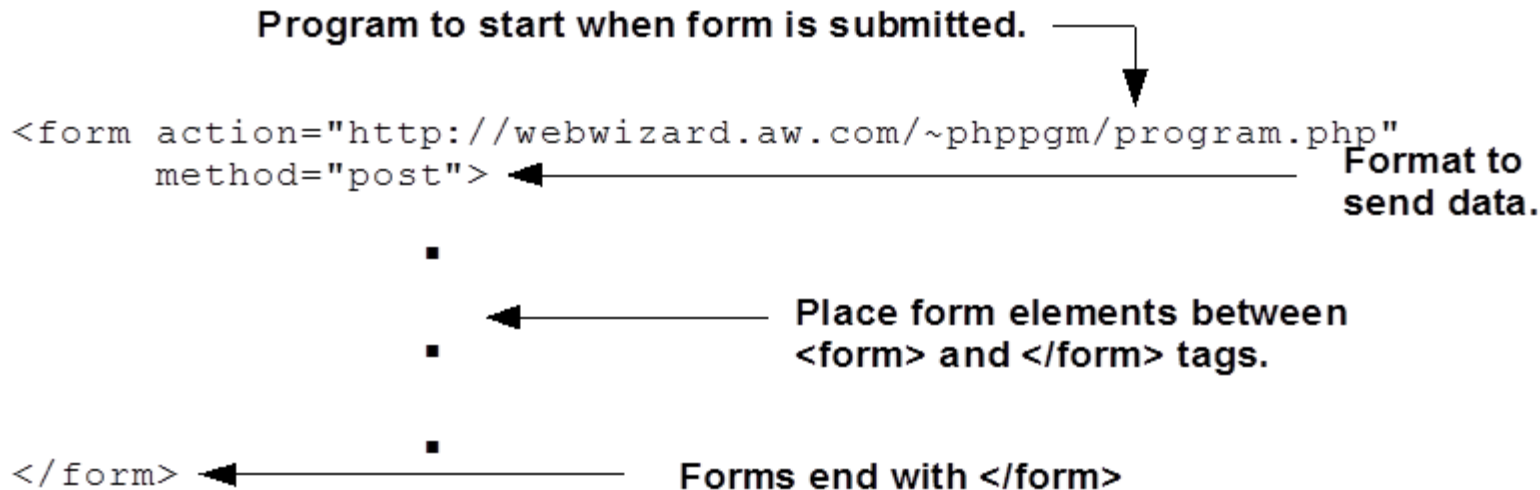 Program to start when form is submitted.
<form action="http://webwizard.aw.com/~phppgm/program.php"
method="post">
Format to
send data.
Place form elements between
<form> and </form> tags.
</form>
Forms end with </form>